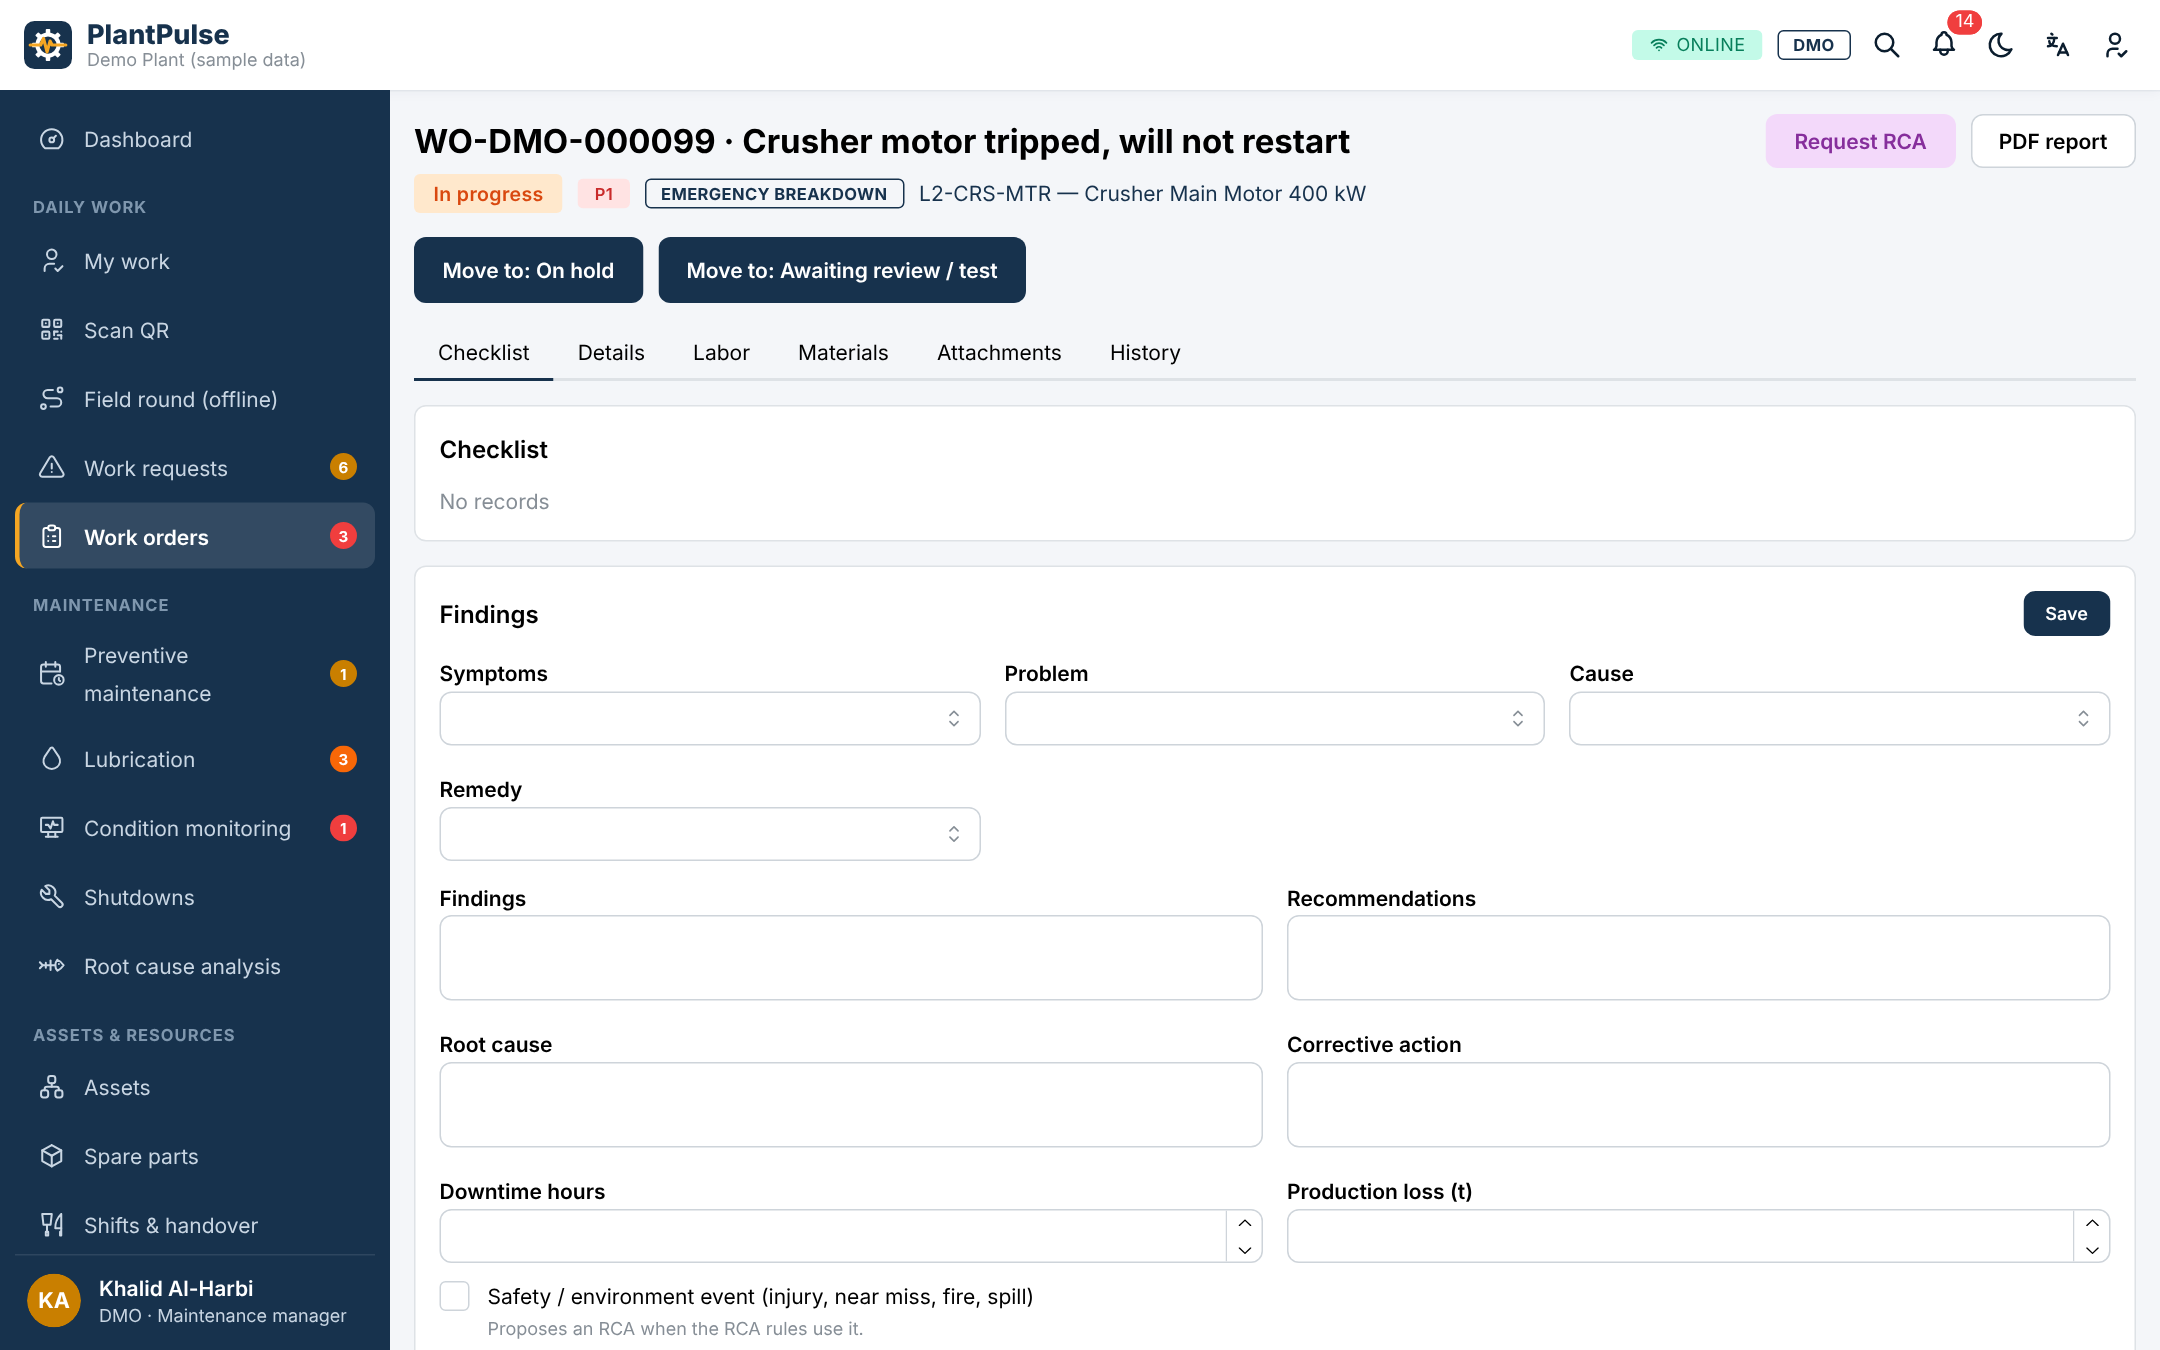 PlantPulse
Demo Plant (sample data)
ONLINE
DMO
14
Dashboard
DAILY WORK
My work
Scan QR
Field round (offline)
Work requests 6
Work orders 3
MAINTENANCE
Preventive maintenance 1
Lubrication 3
Condition monitoring 1
Shutdowns
Root cause analysis
ASSETS & RESOURCES
Assets
Spare parts
Shifts & handover
KA
Khalid Al-Harbi
DMO · Maintenance manager
WO-DMO-000099 · Crusher motor tripped, will not restart
Request RCA
PDF report
In progress
P1
EMERGENCY BREAKDOWN
L2-CRS-MTR — Crusher Main Motor 400 kW
Move to: On hold
Move to: Awaiting review / test
Checklist
Details
Labor
Materials
Attachments
History
Checklist
No records
Findings
Save
Symptoms
Problem
Cause
Remedy
Findings
Recommendations
Root cause
Corrective action
Downtime hours
Production loss (t)
Safety / environment event (injury, near miss, fire, spill)
Proposes an RCA when the RCA rules use it.